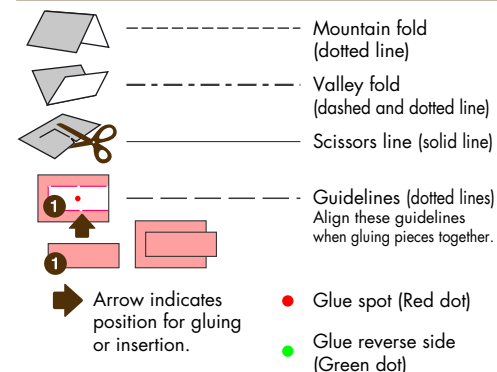 Mountain fold
(dotted line)
Valley fold
(dashed and dotted line)
Scissors line (solid line)
Guidelines (dotted lines)
Align these guidelines
when gluing pieces together.
1
1
Arrow indicates
position for gluing
or insertion.
Glue spot (Red dot)
Glue reverse side
(Green dot)